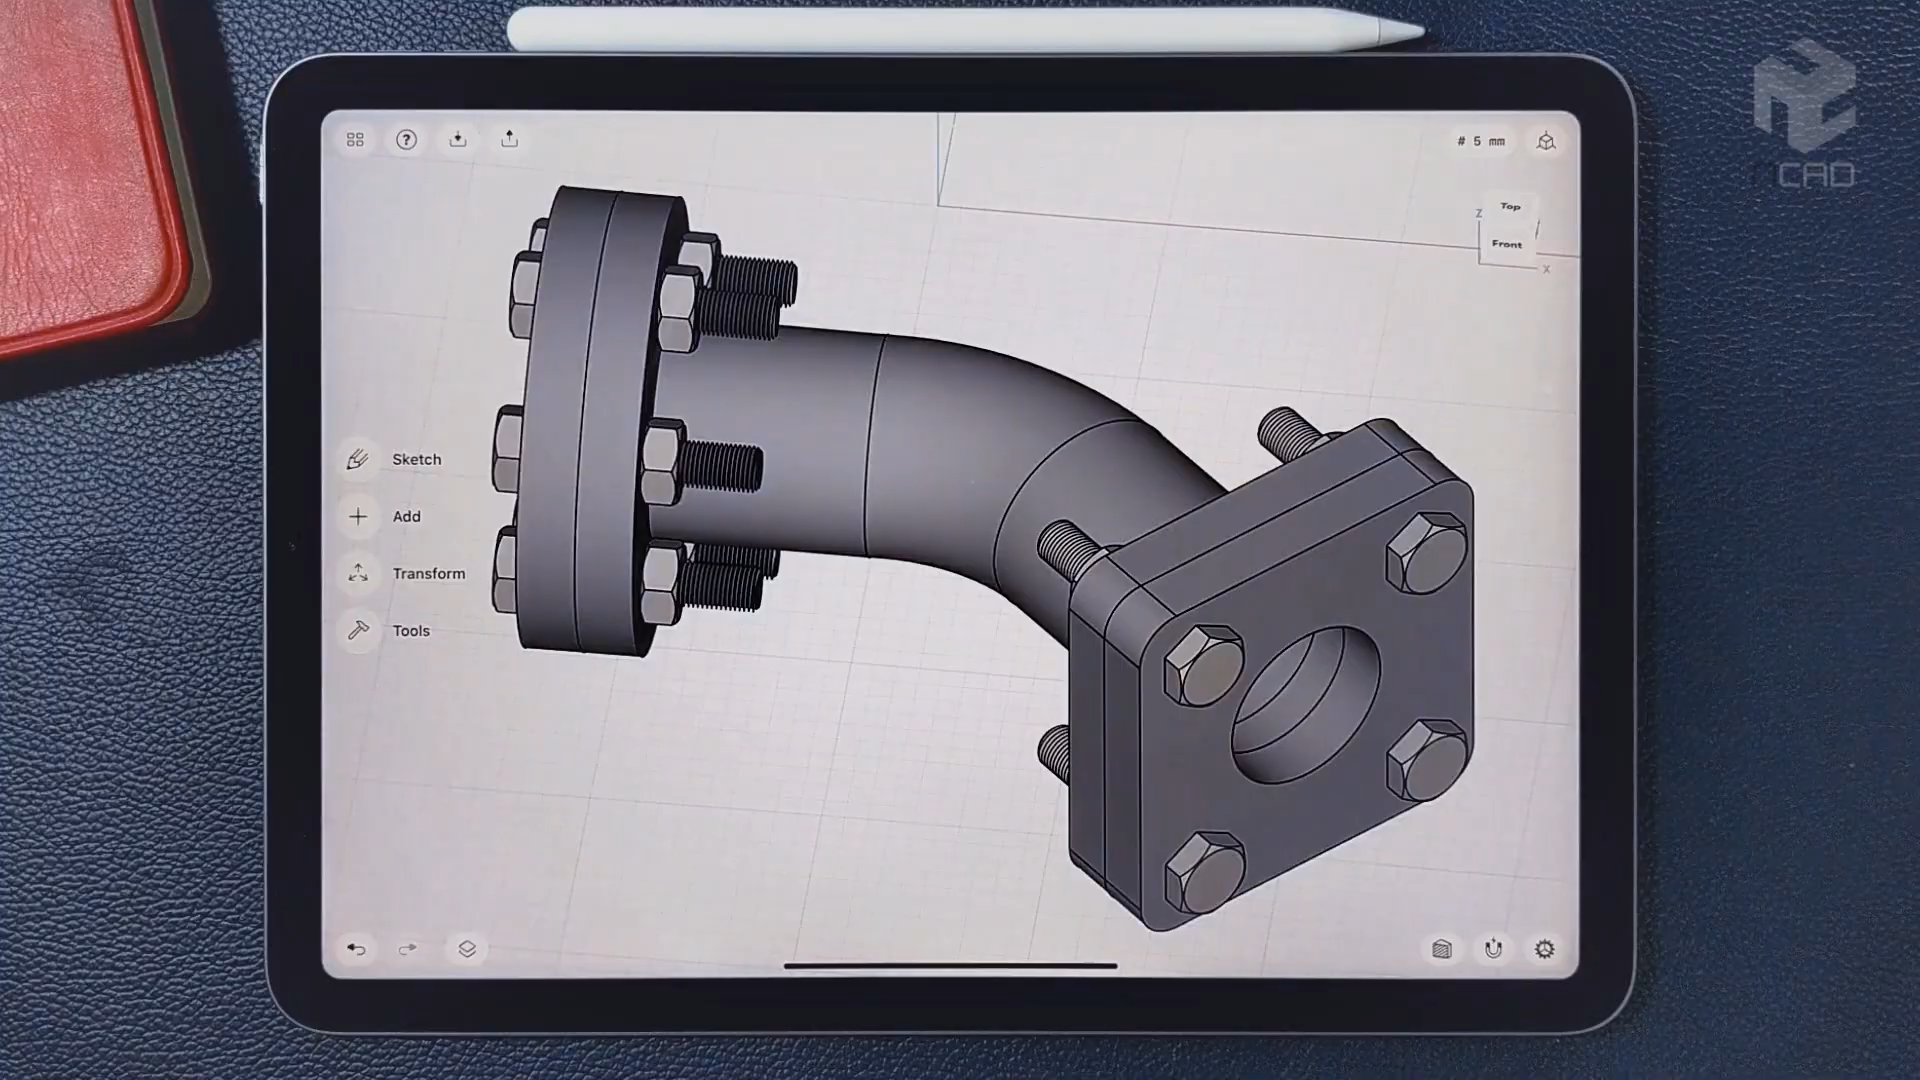 # 5 mm
Top
Z
Front
X
Sketch
Add
Transform
Tools
?
CAD